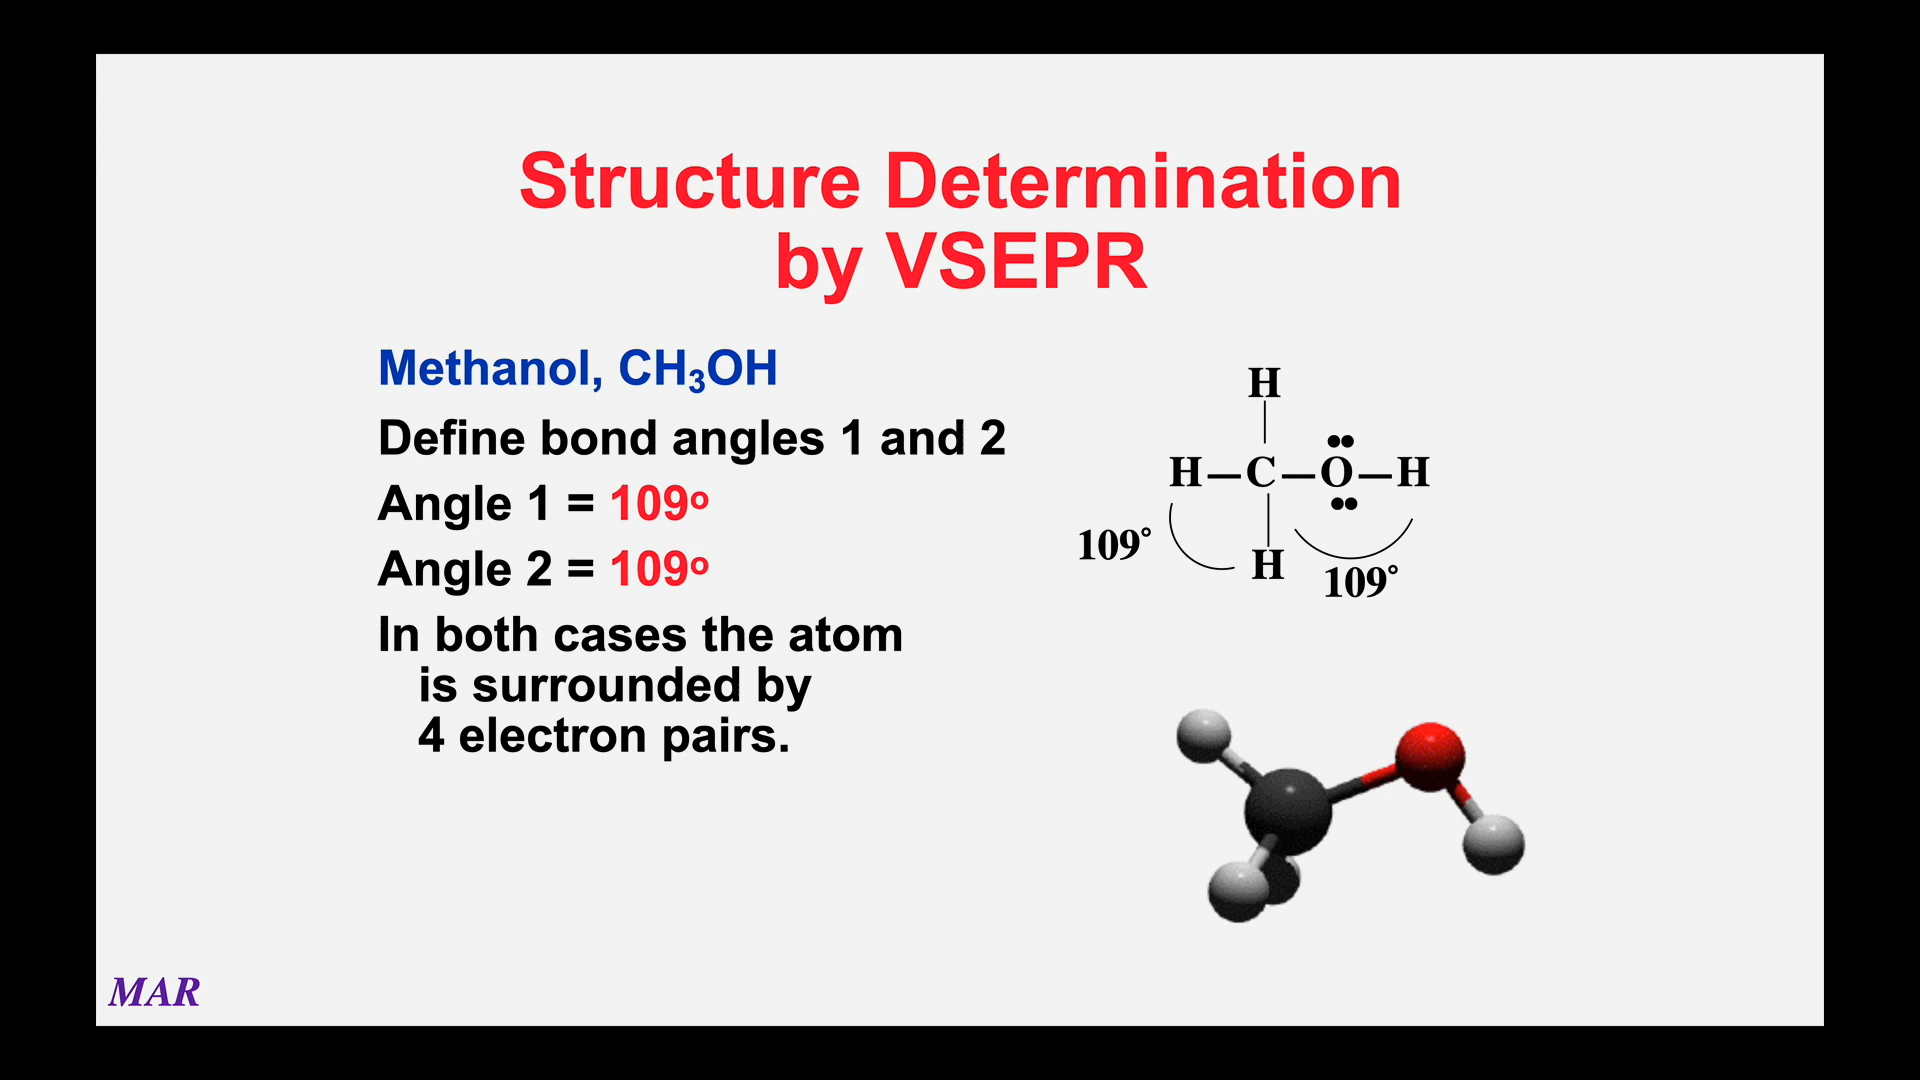 Structure Determination
by VSEPR
Methanol, CH₃OH
Define bond angles 1 and 2
Angle 1 = 109º
Angle 2 = 109º
In both cases the atom
is surrounded by
4 electron pairs.
H
H—C—O—H
109° H
109°
MAR